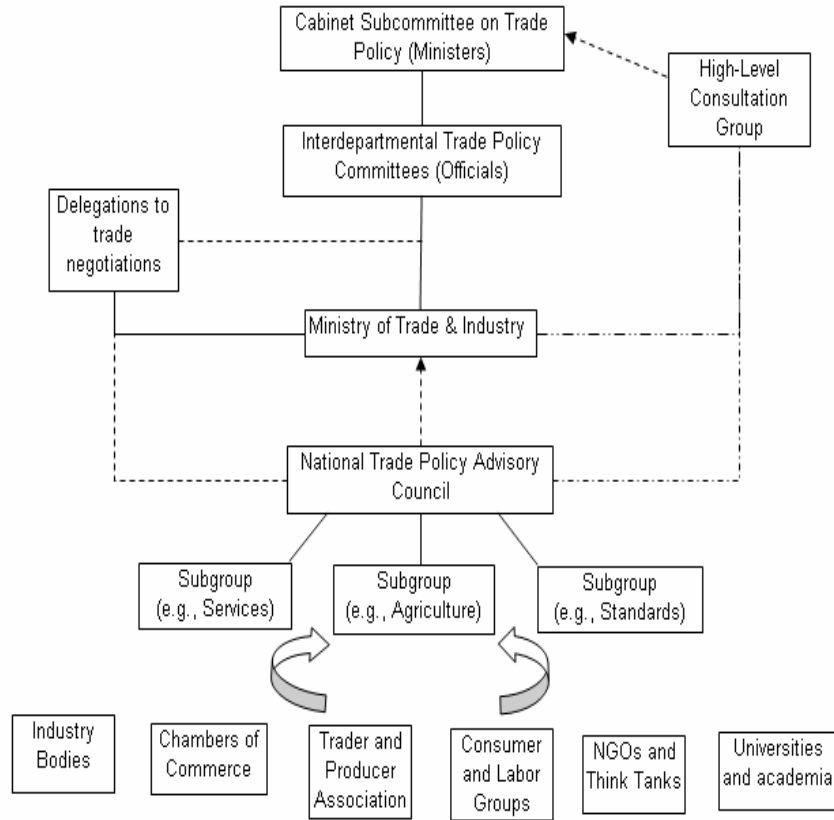 Cabinet Subcommittee on Trade
Policy (Ministers)
High-Level
Consultation
Group
Interdepartmental Trade Policy
Committees (Officials)
Delegations to
trade
negotiations
Ministry of Trade & Industry
National Trade Policy Advisory
Council
Subgroup
(e.g., Services)
Subgroup
(e.g., Agriculture)
Subgroup
(e.g., Standards)
Industry
Bodies
Chambers of
Commerce
Trader and
Producer
Association
Consumer
and Labor
Groups
NGOs and
Think Tanks
Universities
and academia